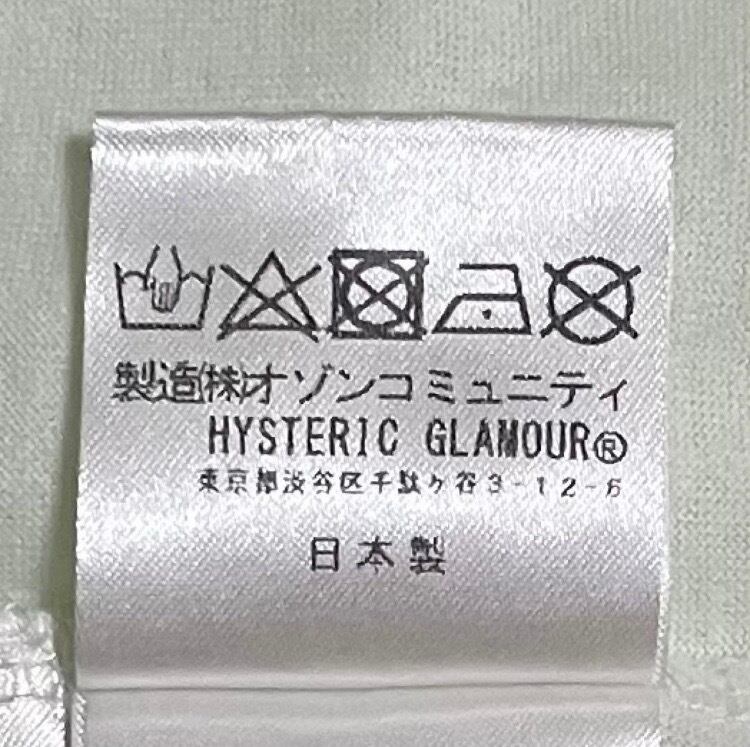 製造(株)オゾンコミュニティ
HYSTERIC GLAMOUR®
東京都渋谷区千駄ヶ谷3-12-6
日本製